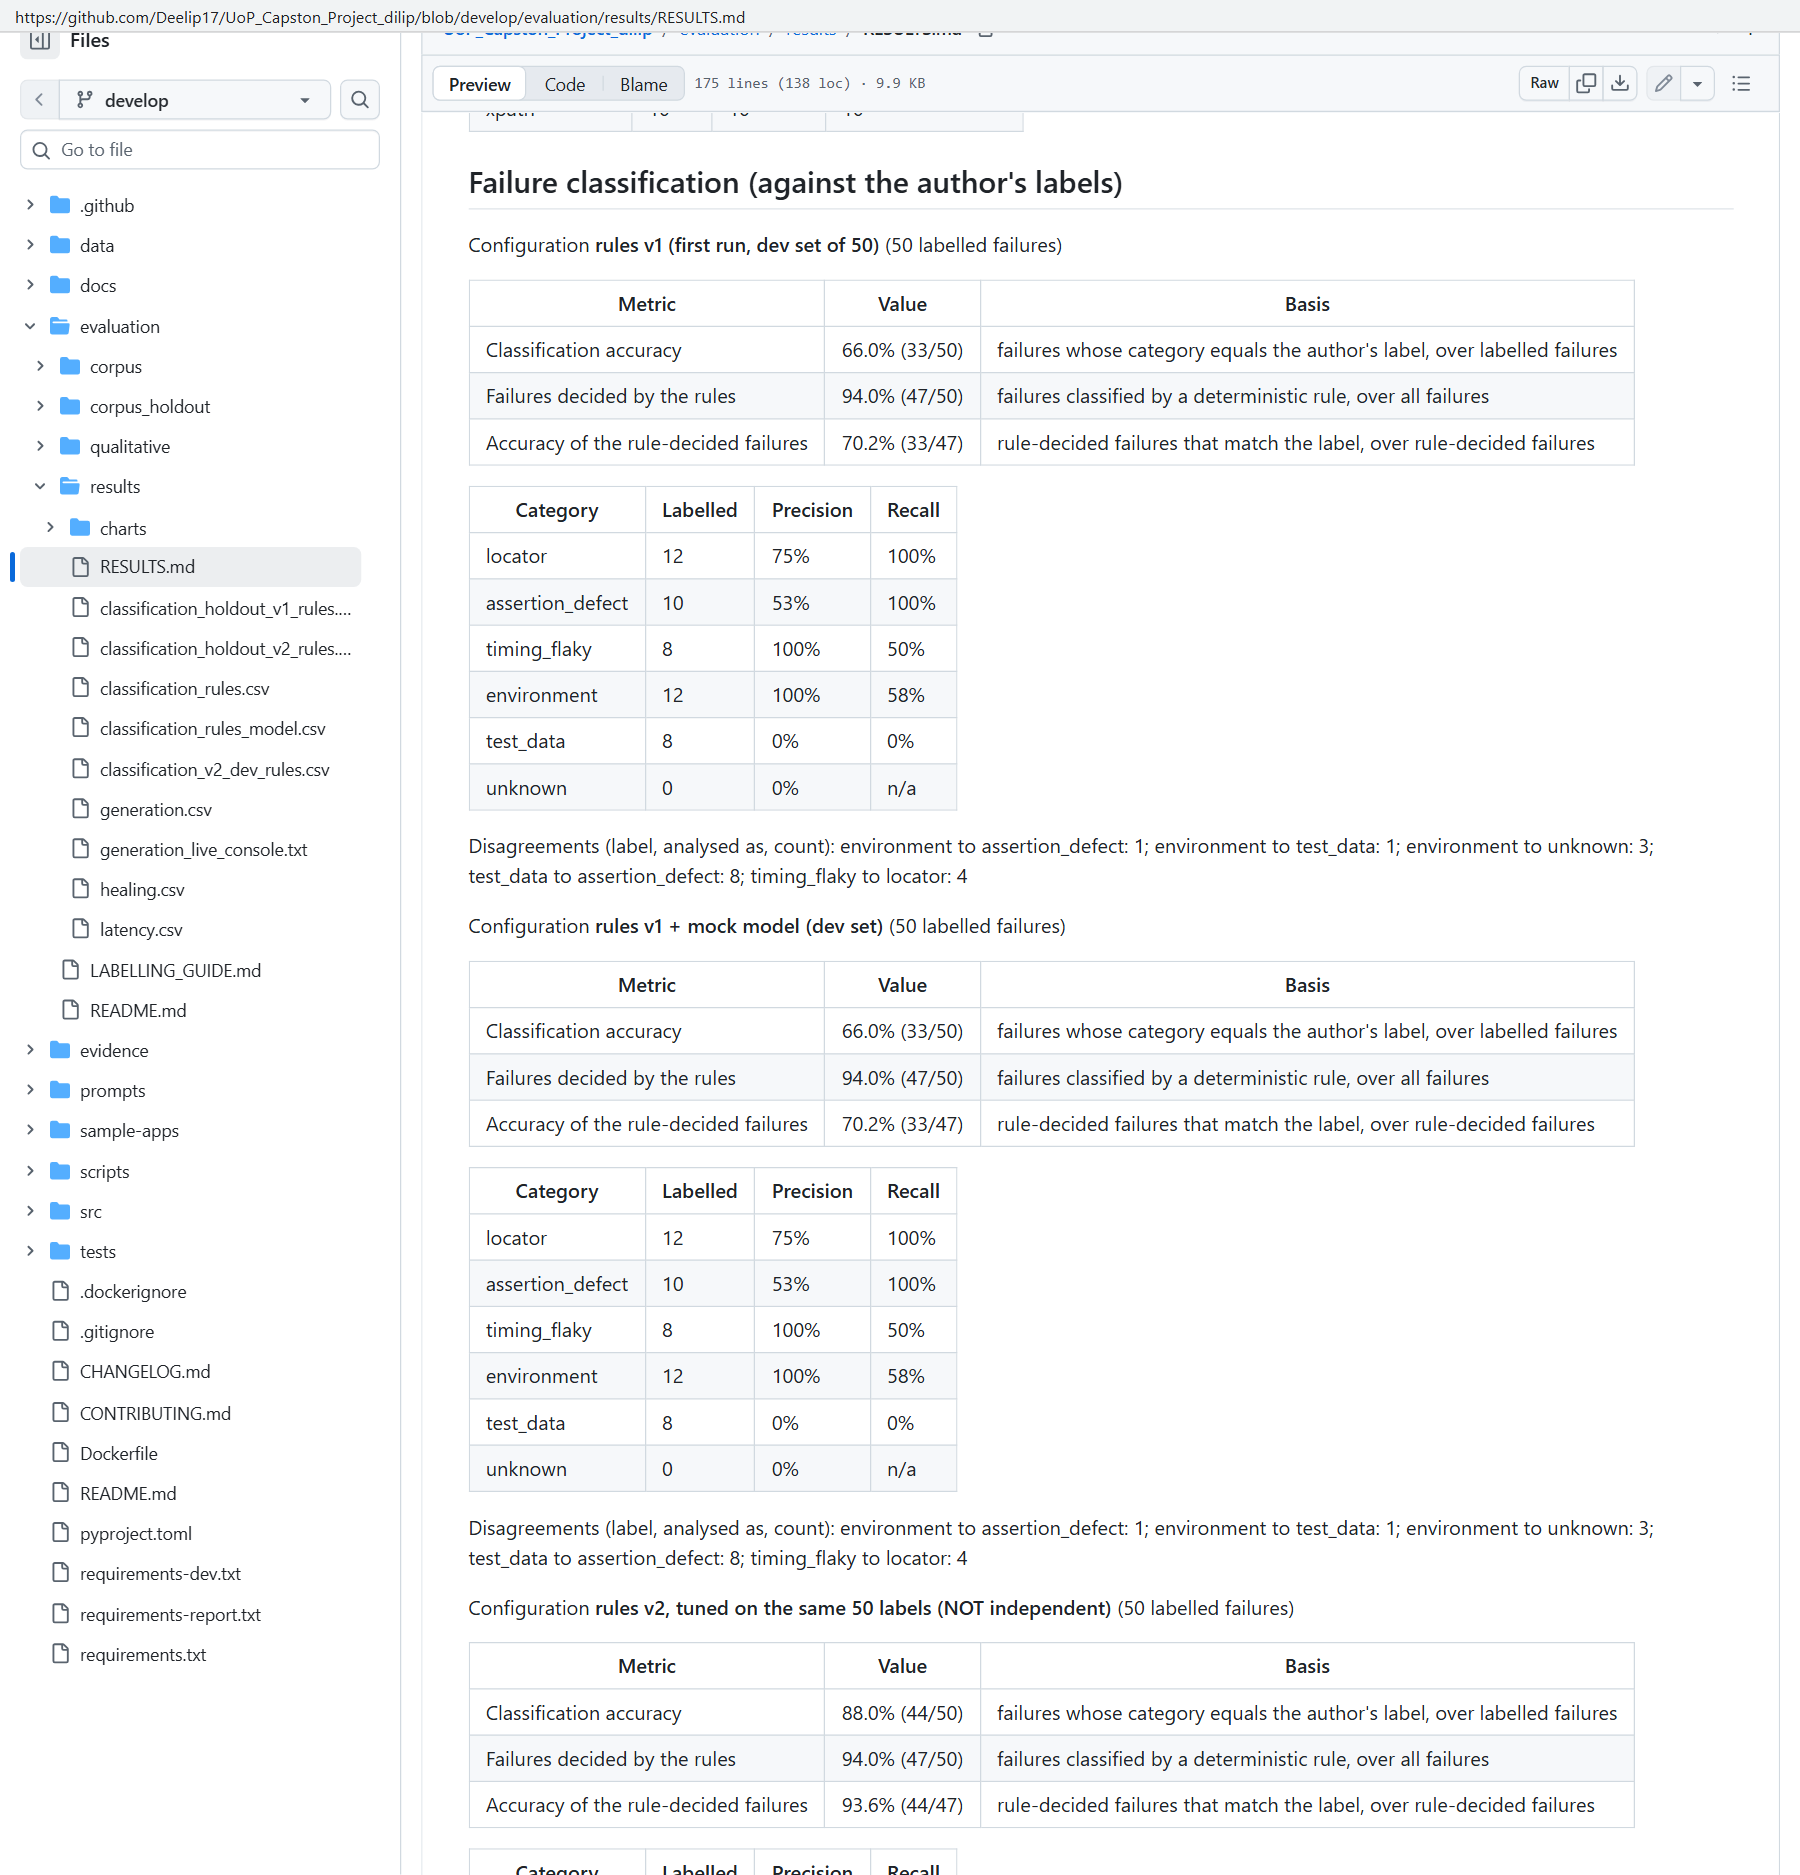 https://github.com/Deelip17/UoP_Capston_Project_dilip/blob/develop/evaluation/results/RESULTS.md
Files
develop
Go to file
.github
data
docs
evaluation
corpus
corpus_holdout
qualitative
results
charts
RESULTS.md
classification_holdout_v1_rules....
classification_holdout_v2_rules....
classification_rules.csv
classification_rules_model.csv
classification_v2_dev_rules.csv
generation.csv
generation_live_console.txt
healing.csv
latency.csv
LABELLING_GUIDE.md
README.md
evidence
prompts
sample-apps
scripts
src
tests
.dockerignore
.gitignore
CHANGELOG.md
CONTRIBUTING.md
Dockerfile
README.md
pyproject.toml
requirements-dev.txt
requirements-report.txt
requirements.txt
UoP_Capston_Project_dilip / evaluation / results / RESULTS.md
Preview Code Blame 175 lines (138 loc) · 9.9 KB Raw
xpath 10 10 10
Failure classification (against the author's labels)
Configuration rules v1 (first run, dev set of 50) (50 labelled failures)
Metric Value Basis
Classification accuracy 66.0% (33/50) failures whose category equals the author's label, over labelled failures
Failures decided by the rules 94.0% (47/50) failures classified by a deterministic rule, over all failures
Accuracy of the rule-decided failures 70.2% (33/47) rule-decided failures that match the label, over rule-decided failures
Category Labelled Precision Recall
locator 12 75% 100%
assertion_defect 10 53% 100%
timing_flaky 8 100% 50%
environment 12 100% 58%
test_data 8 0% 0%
unknown 0 0% n/a
Disagreements (label, analysed as, count): environment to assertion_defect: 1; environment to test_data: 1; environment to unknown: 3;
test_data to assertion_defect: 8; timing_flaky to locator: 4
Configuration rules v1 + mock model (dev set) (50 labelled failures)
Metric Value Basis
Classification accuracy 66.0% (33/50) failures whose category equals the author's label, over labelled failures
Failures decided by the rules 94.0% (47/50) failures classified by a deterministic rule, over all failures
Accuracy of the rule-decided failures 70.2% (33/47) rule-decided failures that match the label, over rule-decided failures
Category Labelled Precision Recall
locator 12 75% 100%
assertion_defect 10 53% 100%
timing_flaky 8 100% 50%
environment 12 100% 58%
test_data 8 0% 0%
unknown 0 0% n/a
Disagreements (label, analysed as, count): environment to assertion_defect: 1; environment to test_data: 1; environment to unknown: 3;
test_data to assertion_defect: 8; timing_flaky to locator: 4
Configuration rules v2, tuned on the same 50 labels (NOT independent) (50 labelled failures)
Metric Value Basis
Classification accuracy 88.0% (44/50) failures whose category equals the author's label, over labelled failures
Failures decided by the rules 94.0% (47/50) failures classified by a deterministic rule, over all failures
Accuracy of the rule-decided failures 93.6% (44/47) rule-decided failures that match the label, over rule-decided failures
Category Labelled Precision Recall